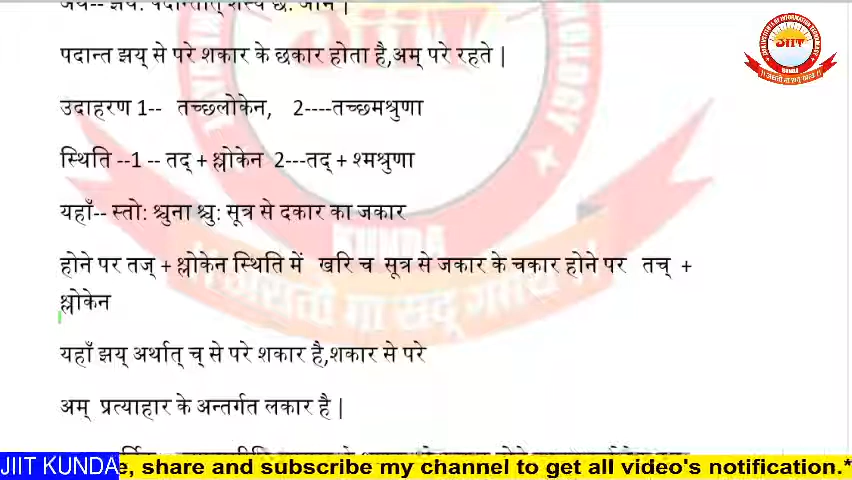 पदान्त झय् से परे शकार के छकार होता है,अम् परे रहते |
उदाहरण 1-- तच्छ्लोकेन, 2----तच्छ्मश्रुणा
स्थिति --1 -- तद् + श्लोकेन 2---तद् + श्मश्रुणा
यहाँ-- स्तो: श्चुना श्चु: सूत्र से दकार का जकार
होने पर तज् + श्लोकेन स्थिति में खरि च सूत्र से जकार के चकार होने पर तच् +
श्लोकेन
यहाँ झय् अर्थात् च् से परे शकार है,शकार से परे
अम् प्रत्याहार के अन्तर्गत लकार है |
JIIT KUNDA
e, share and subscribe my channel to get all video's notification.*